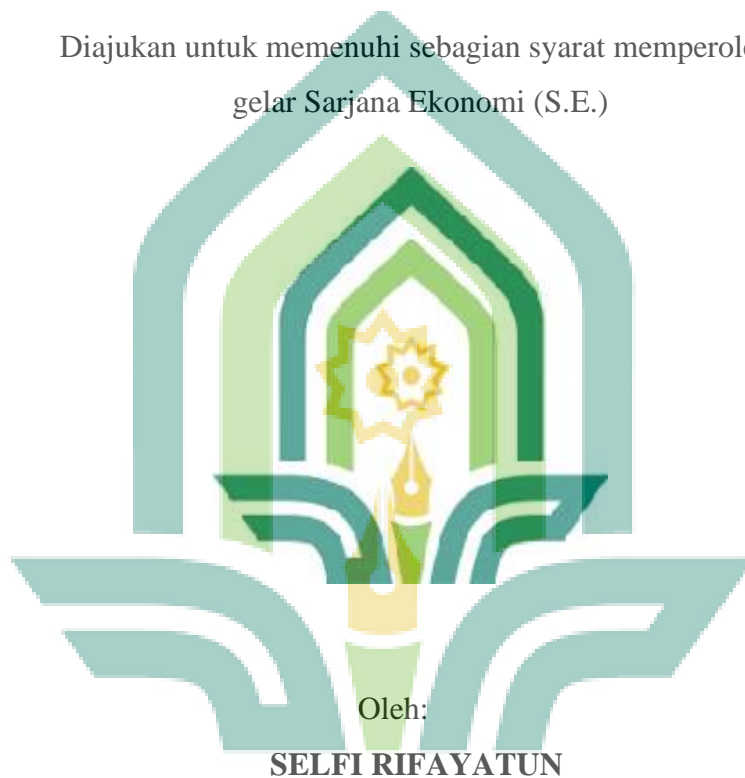 Diajukan untuk memenuhi sebagian syarat memperole
gelar Sarjana Ekonomi (S.E.)
Oleh:
SELFI RIFAYATUN